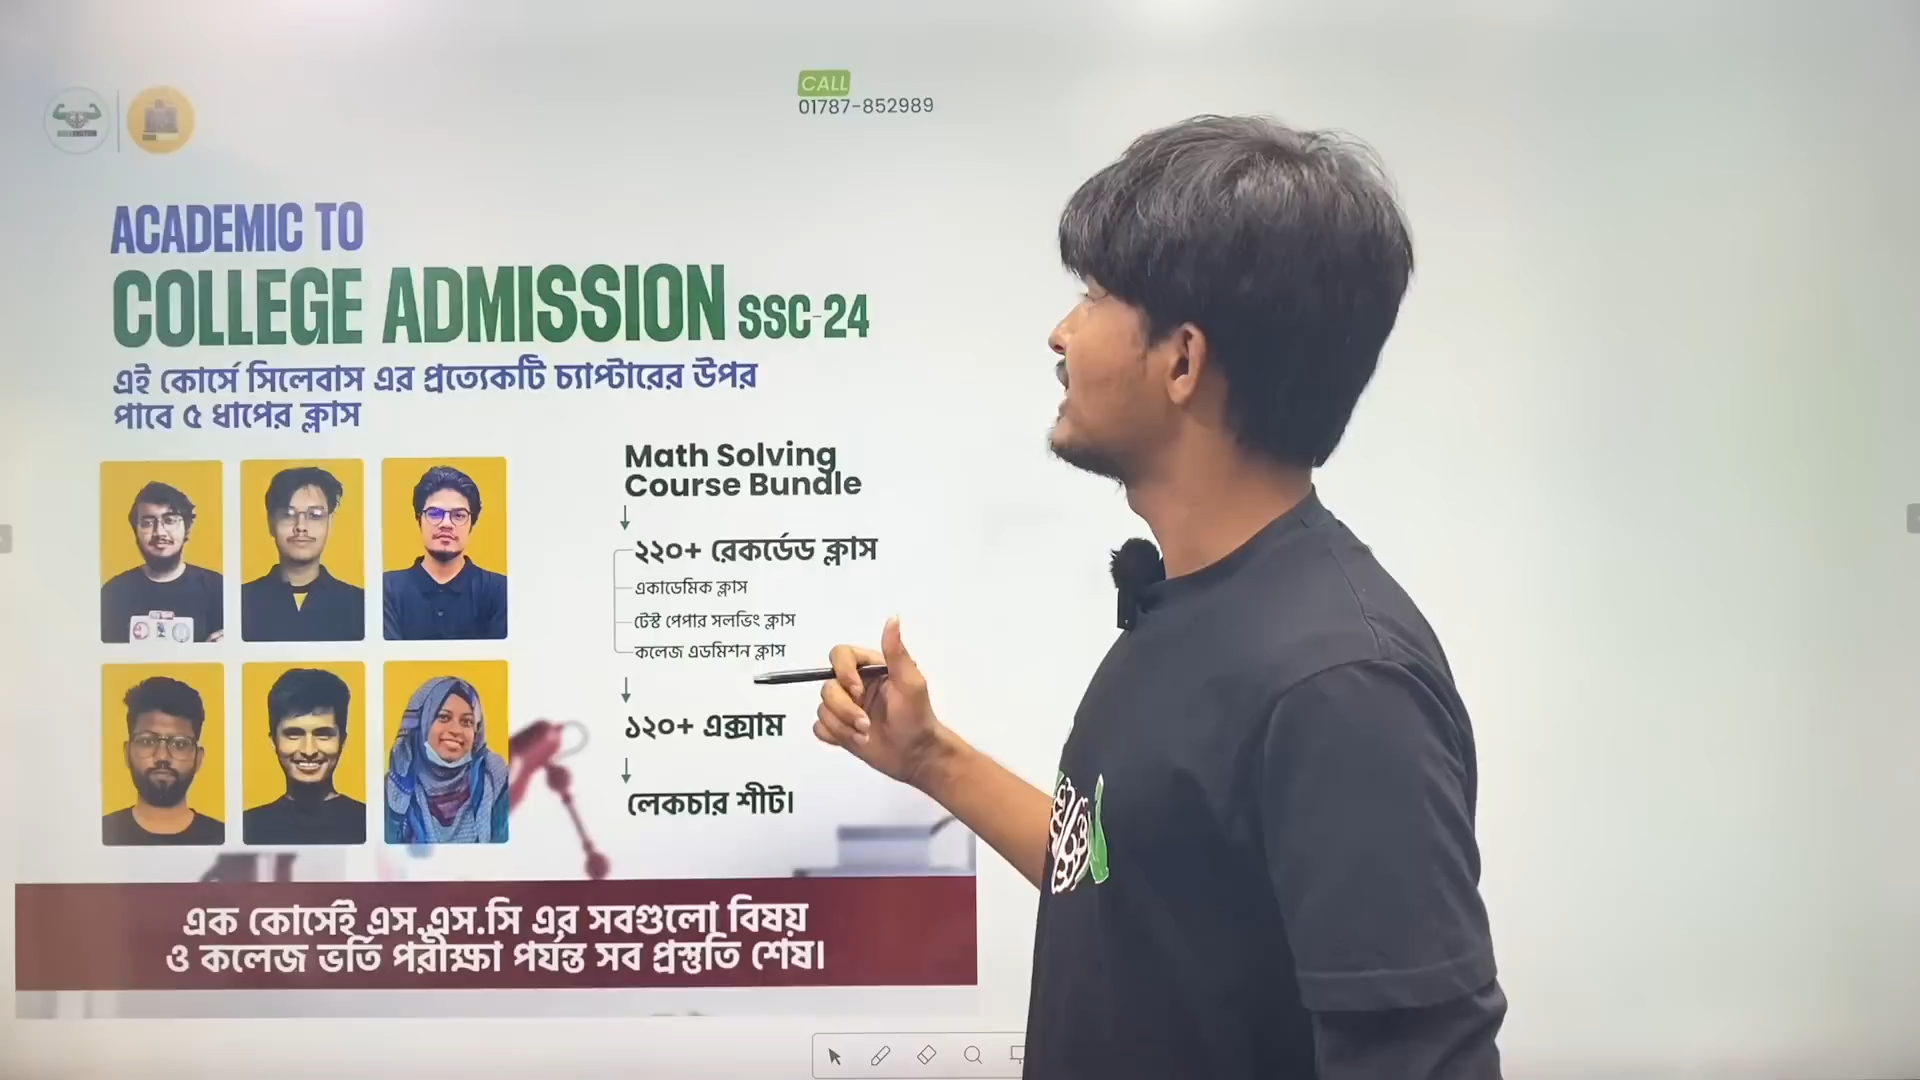 CALL
01787-852989
ACADEMIC TO
COLLEGE ADMISSION SSC-24
এই কোর্সে সিলেবাস এর প্রত্যেকটি চ্যাপ্টারের উপর
পাবে ৫ ধাপের ক্লাস
Math Solving
Course Bundle
২২০+ রেকর্ডেড ক্লাস
একাডেমিক ক্লাস
টেস্ট পেপার সলভিং ক্লাস
কলেজ এডমিশন ক্লাস
১২০+ এক্সাম
লেকচার শীট।
এক কোর্সেই এস.এস.সি এর সবগুলো বিষয়
ও কলেজ ভর্তি পরীক্ষা পর্যন্ত সব প্রস্তুতি শেষ।